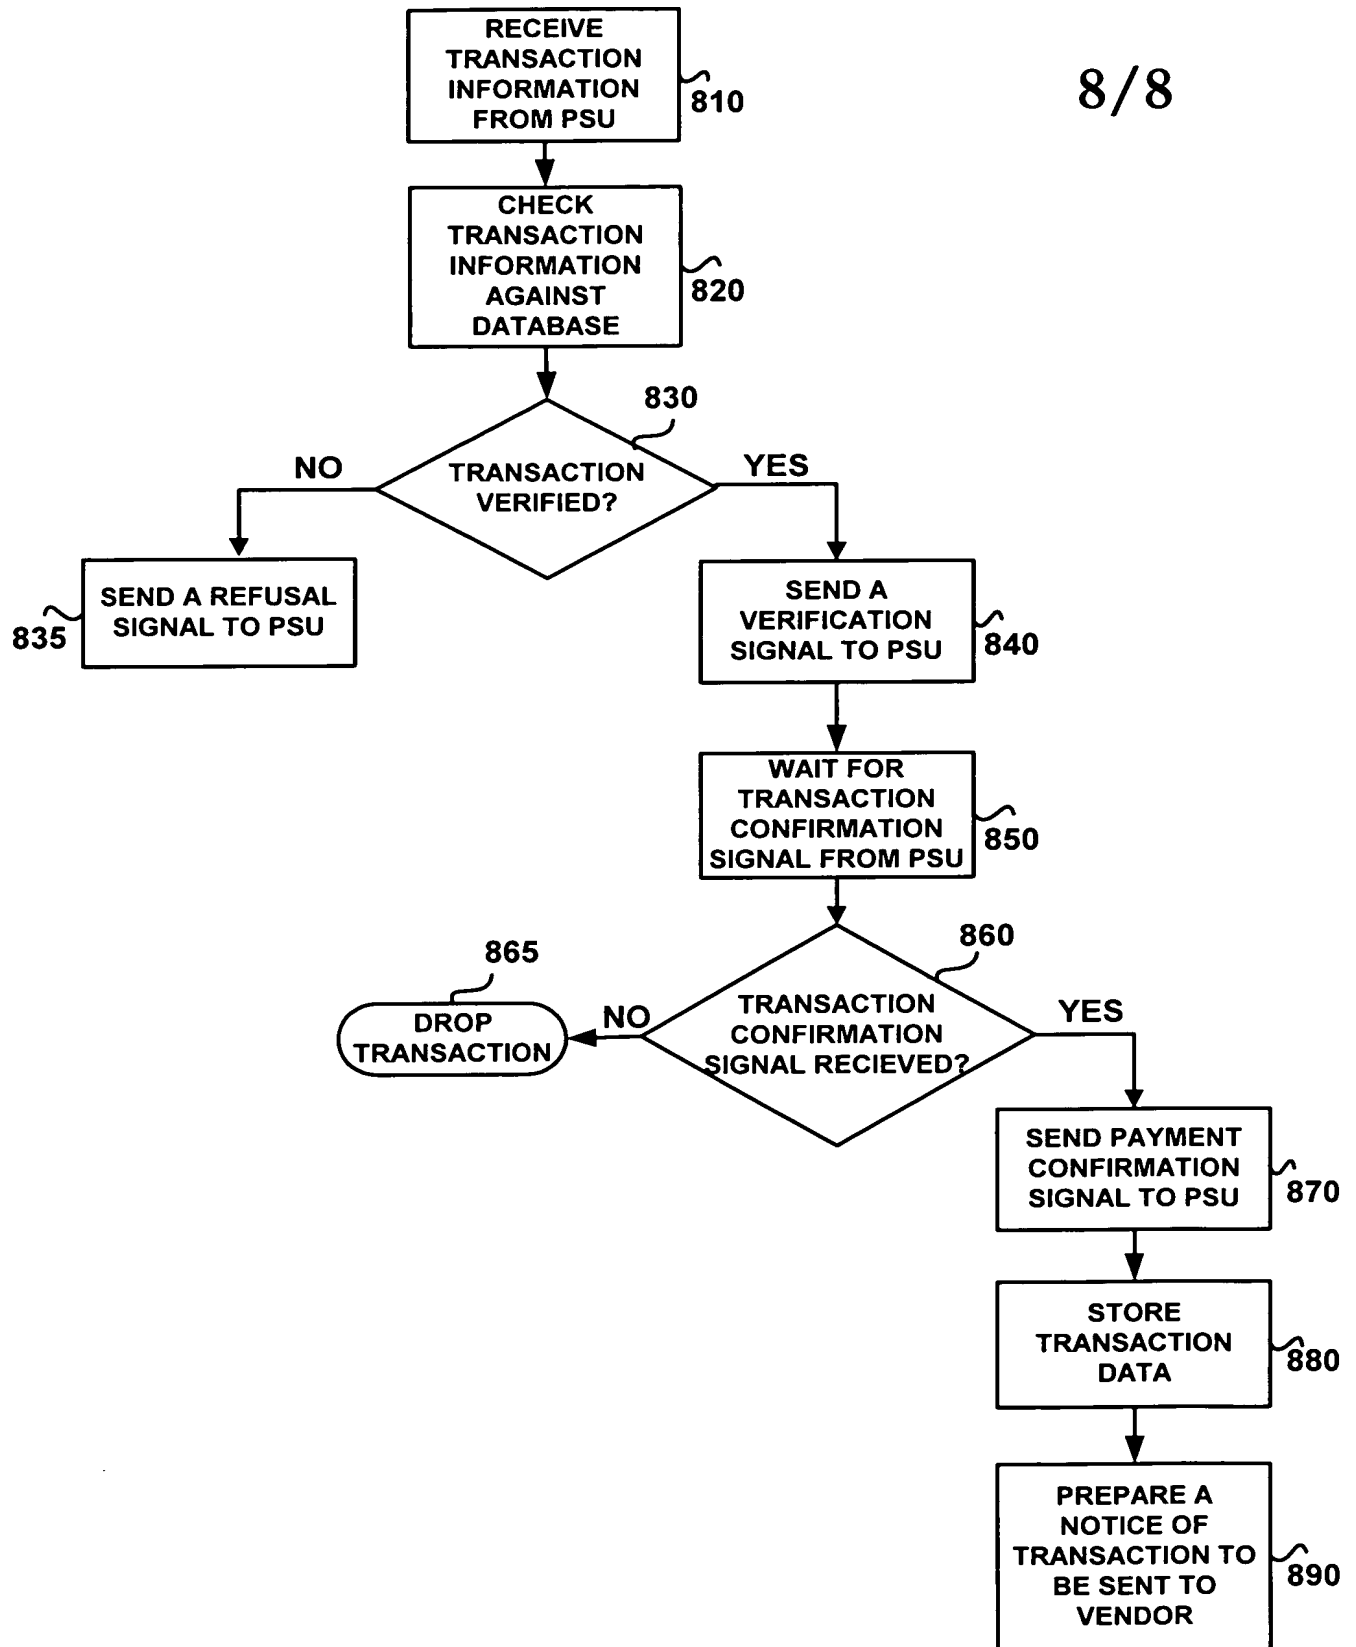 RECEIVE
TRANSACTION
INFORMATION
FROM PSU
810
8/8
CHECK
TRANSACTION
INFORMATION
AGAINST
DATABASE
820
830
NO
TRANSACTION
VERIFIED?
YES
SEND A REFUSAL
SIGNAL TO PSU
835
SEND A
VERIFICATION
SIGNAL TO PSU
840
WAIT FOR
TRANSACTION
CONFIRMATION
SIGNAL FROM PSU
850
860
865
DROP
TRANSACTION
NO
TRANSACTION
CONFIRMATION
SIGNAL RECIEVED?
YES
SEND PAYMENT
CONFIRMATION
SIGNAL TO PSU
870
STORE
TRANSACTION
DATA
880
PREPARE A
NOTICE OF
TRANSACTION TO
BE SENT TO
VENDOR
890